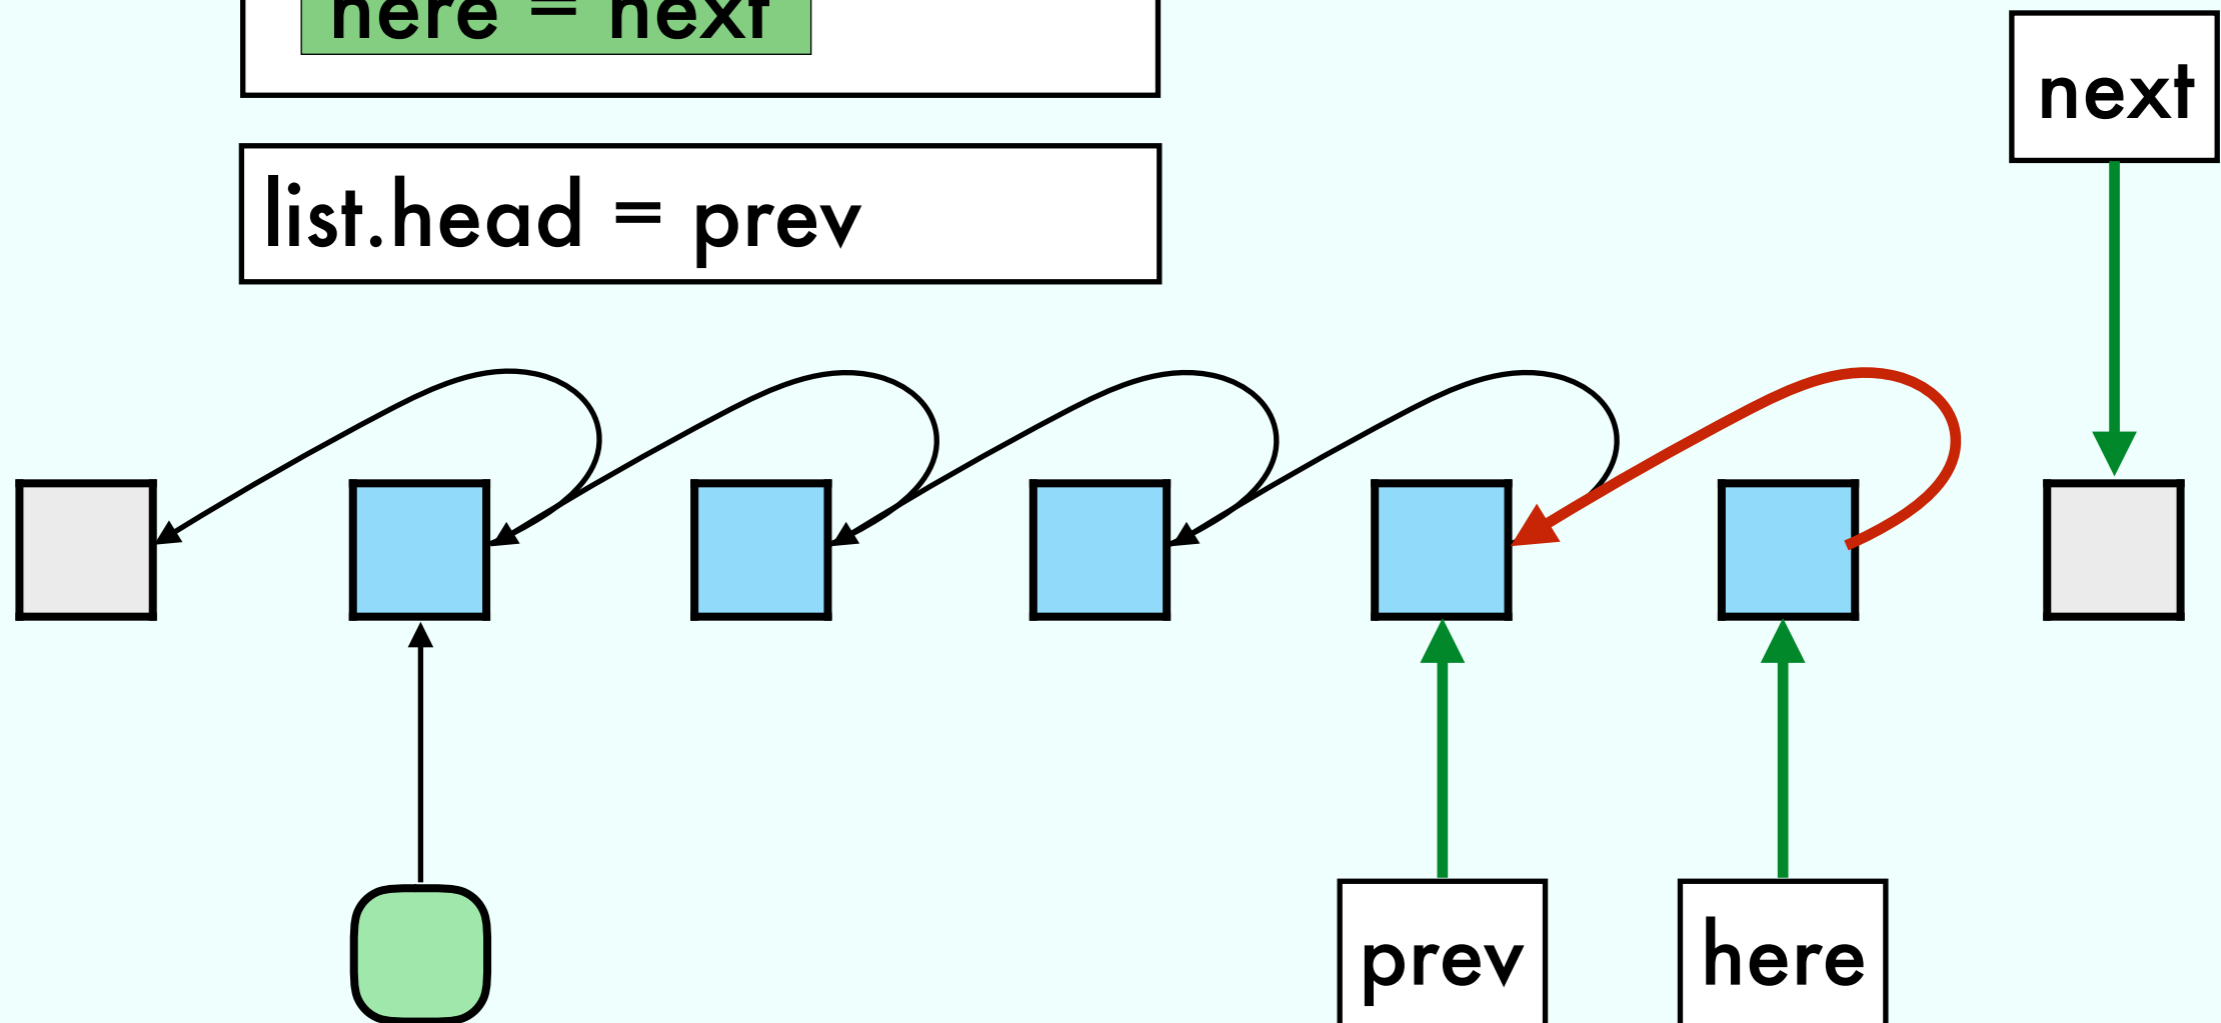 here = next
next
list.head = prev
prev
here